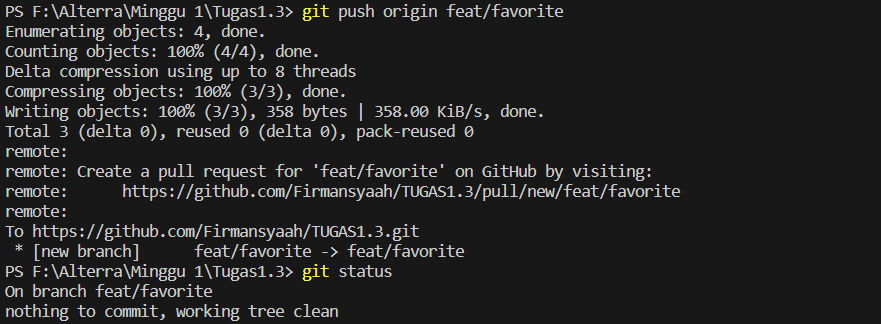 PS F:\Alterra\Minggu 1\Tugas1.3> git push origin feat/favorite
Enumerating objects: 4, done.
Counting objects: 100% (4/4), done.
Delta compression using up to 8 threads
Compressing objects: 100% (3/3), done.
Writing objects: 100% (3/3), 358 bytes | 358.00 KiB/s, done.
Total 3 (delta 0), reused 0 (delta 0), pack-reused 0
remote:
remote: Create a pull request for 'feat/favorite' on GitHub by visiting:
remote:      https://github.com/Firmansyaah/TUGAS1.3/pull/new/feat/favorite
remote:
To https://github.com/Firmansyaah/TUGAS1.3.git
 * [new branch]      feat/favorite -> feat/favorite
PS F:\Alterra\Minggu 1\Tugas1.3> git status
On branch feat/favorite
nothing to commit, working tree clean